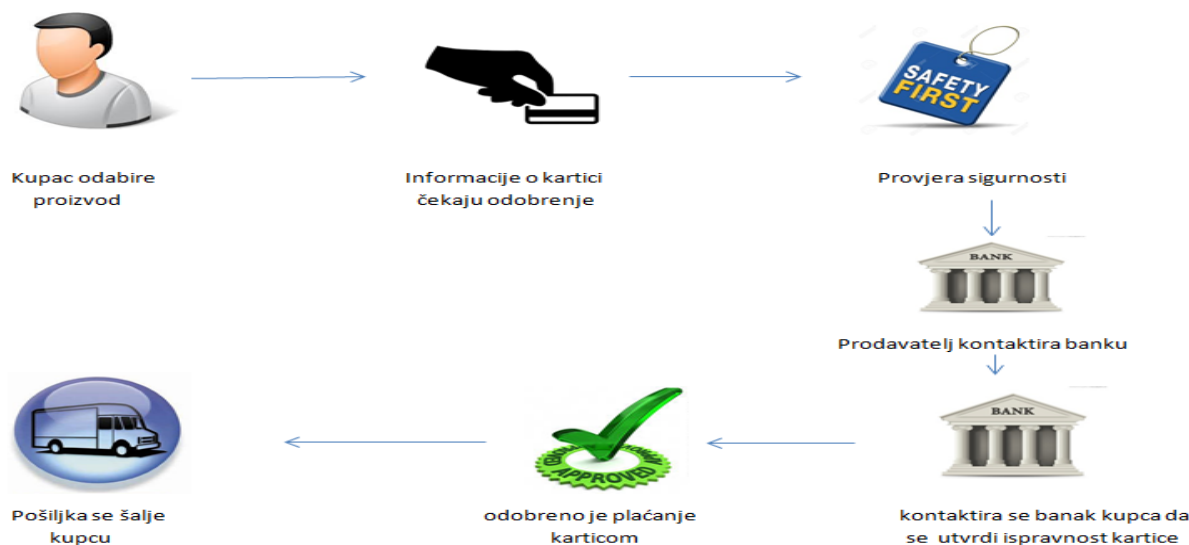 SAFETY
FIRST
Kupac odabire
proizvod
Informacije o kartici
čekaju odobrenje
Provjera sigurnosti
BANK
Prodavatelj kontaktira banku
BANK
kontaktira se banak kupca da
se utvrdi ispravnost kartice
APPROVED
odobreno je plaćanje
karticom
Pošiljka se šalje
kupcu